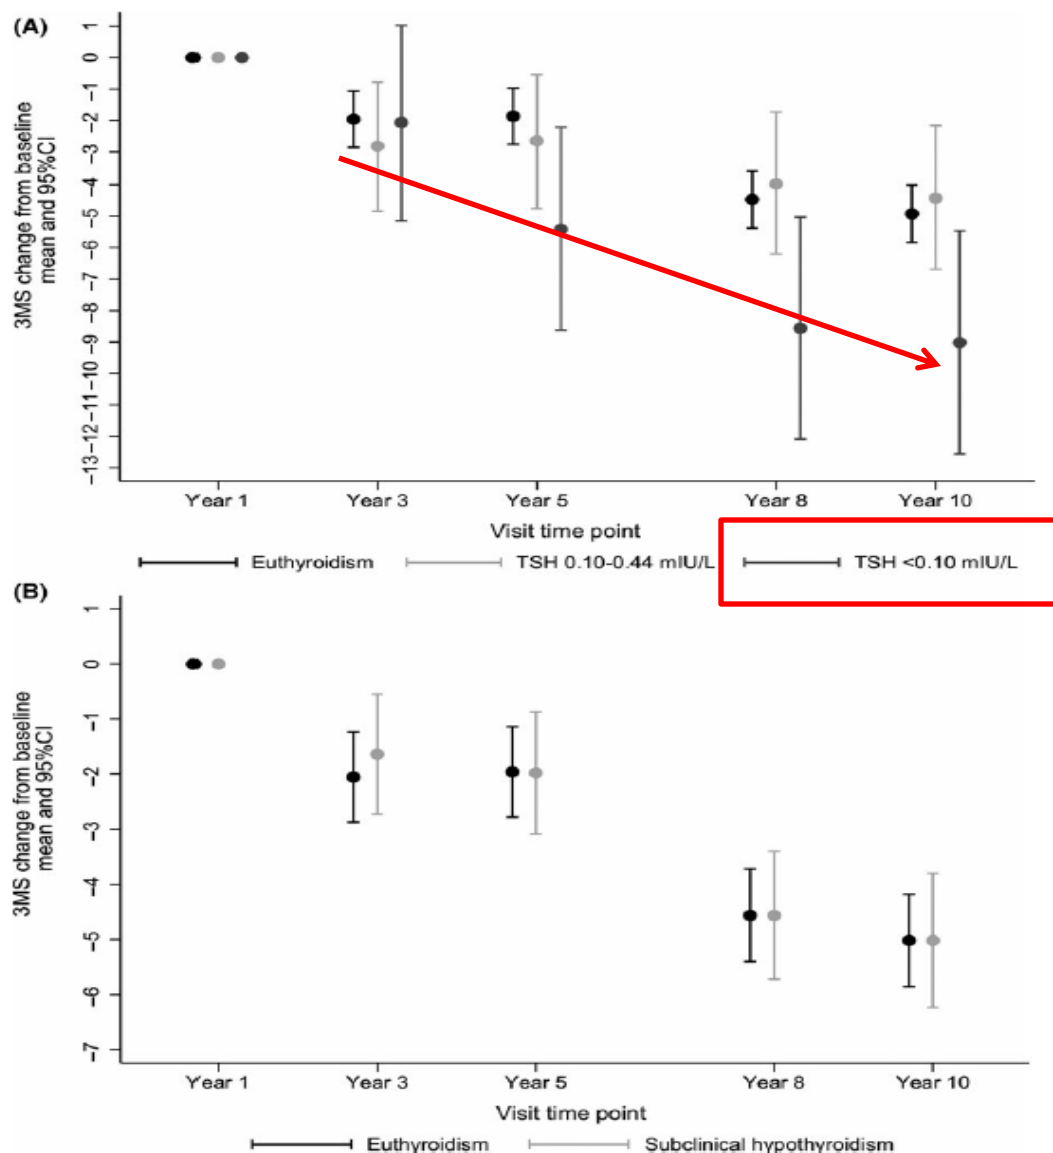 (A)
3MS change from baseline
mean and 95%CI
1
0
−1
−2
−3
−4
−5
−6
−7
−8
−9
−10
−11
−12
−13
Year 1 Year 3 Year 5 Year 8 Year 10
Visit time point
Euthyroidism TSH 0.10-0.44 mIU/L TSH <0.10 mIU/L
(B)
3MS change from baseline
mean and 95%CI
1
0
−1
−2
−3
−4
−5
−6
−7
Year 1 Year 3 Year 5 Year 8 Year 10
Visit time point
Euthyroidism Subclinical hypothyroidism